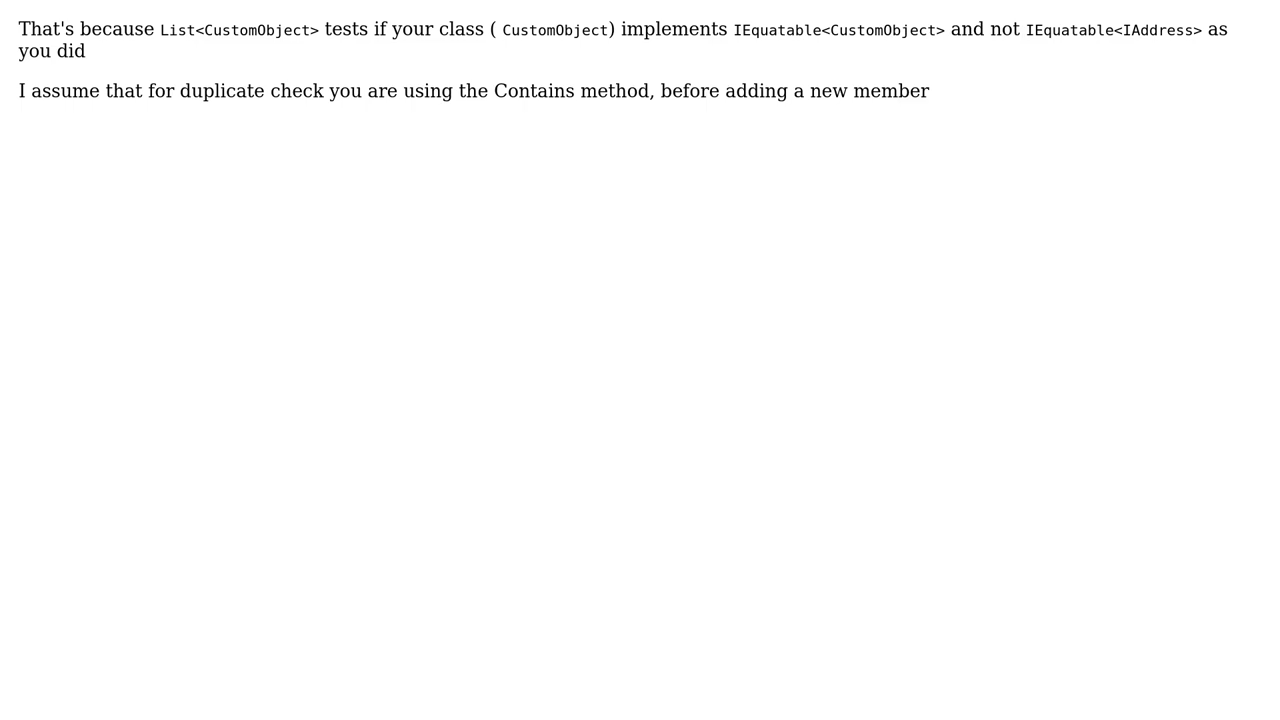 That's because List<CustomObject> tests if your class ( CustomObject) implements IEquatable<CustomObject> and not IEquatable<IAddress> as
you did
I assume that for duplicate check you are using the Contains method, before adding a new member